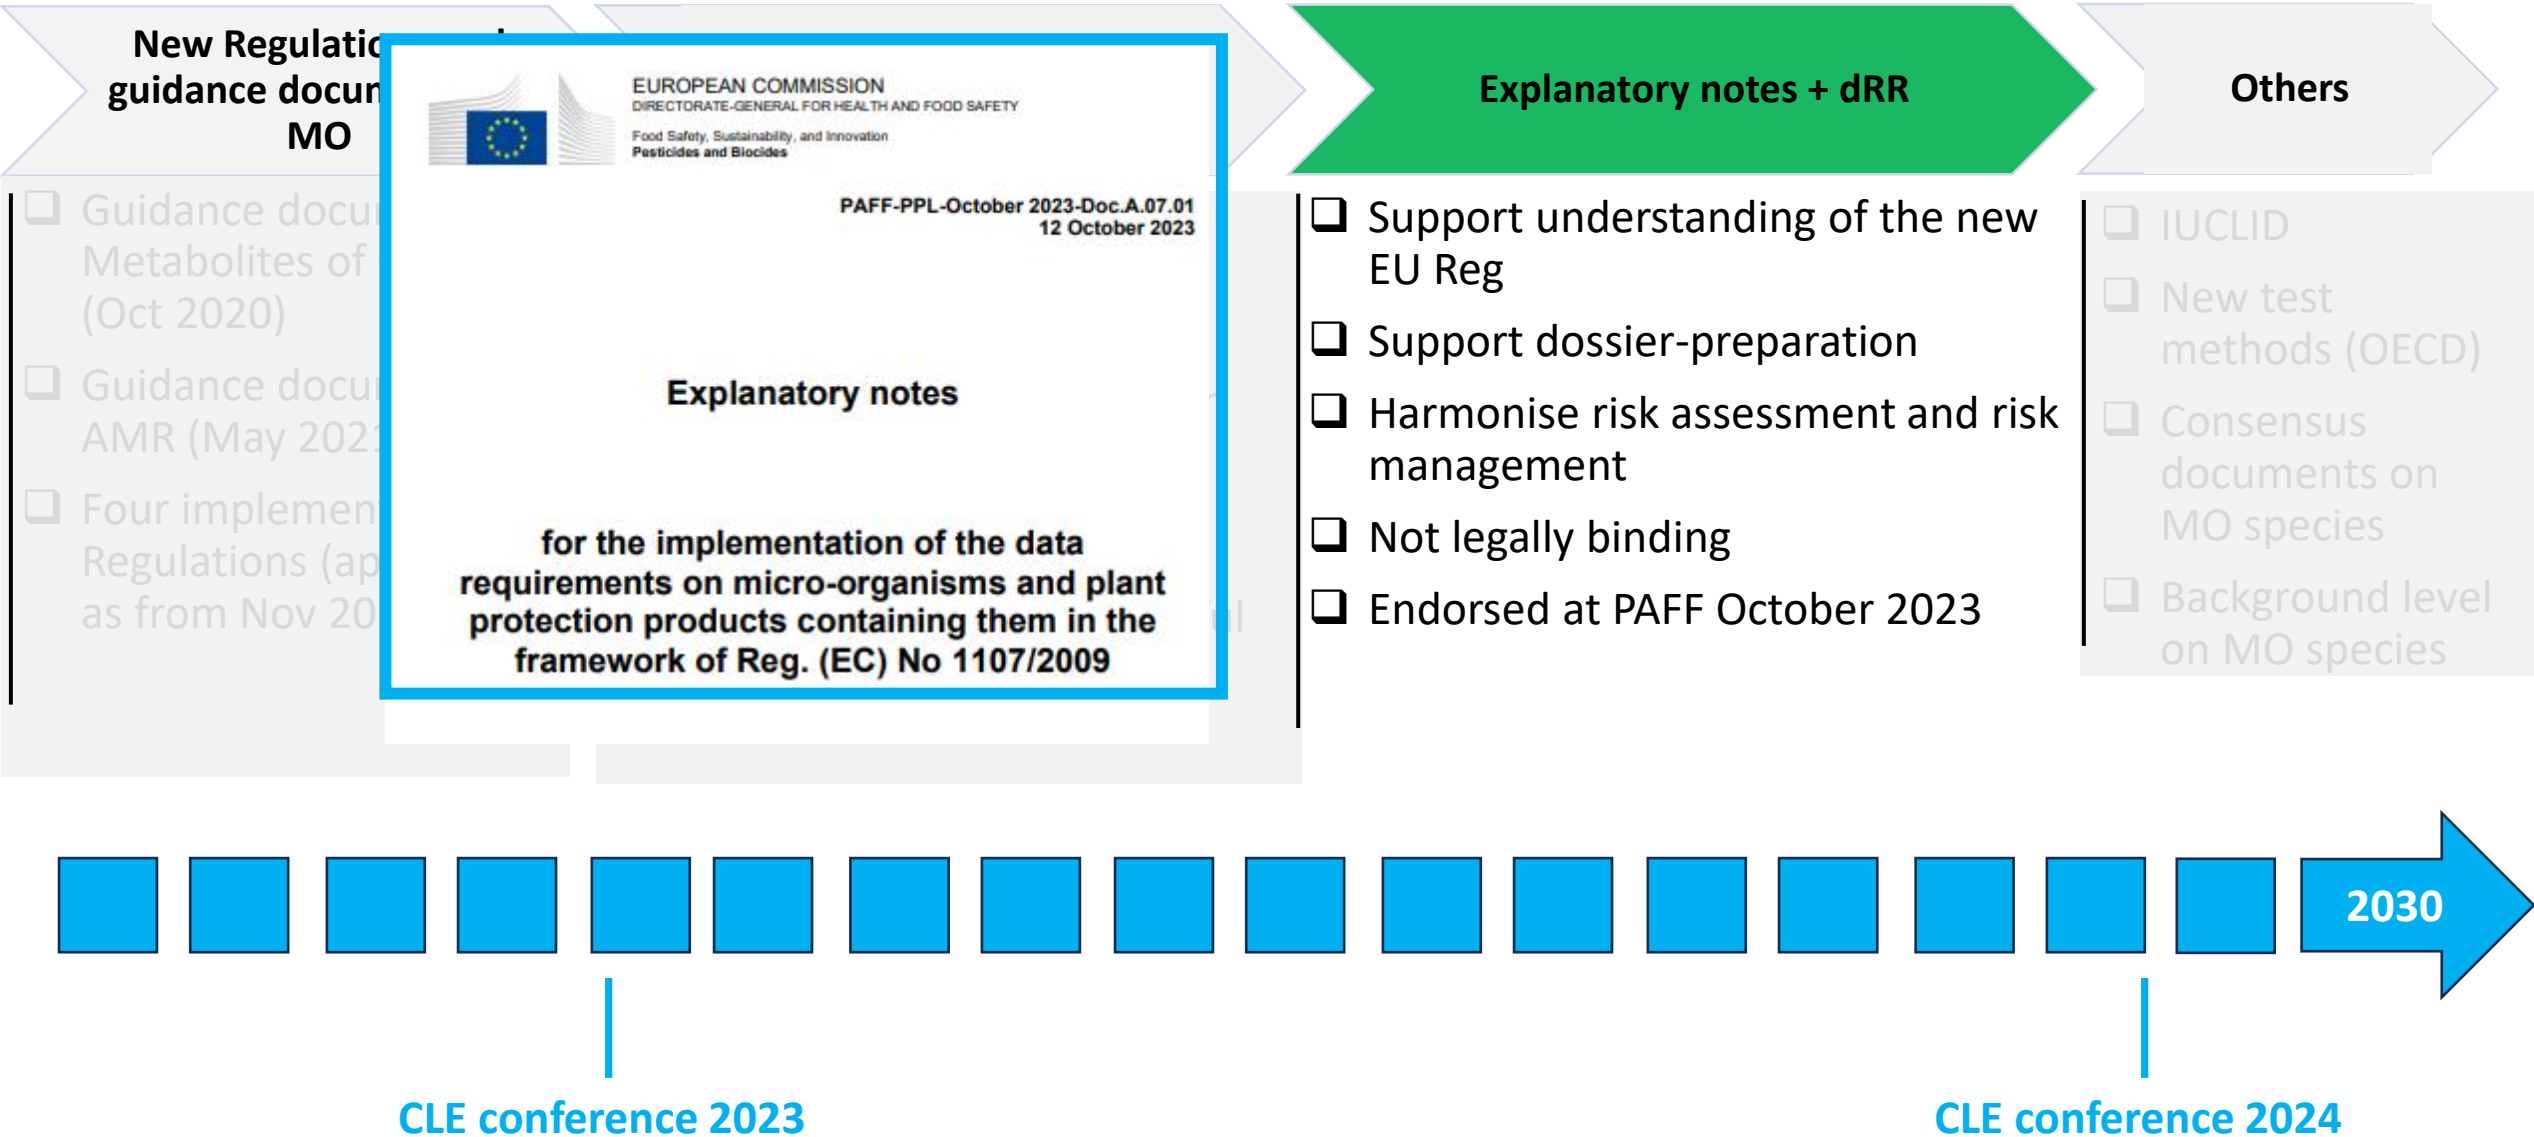 New Regulatio
guidance docum
MO
Guidance docu
Metabolites of
(Oct 2020)
Guidance docu
AMR (May 202
Four implemen
Regulations (ap
as from Nov 20
EUROPEAN COMMISSION
DIRECTORATE-GENERAL FOR HEALTH AND FOOD SAFETY
Food Safety, Sustainability, and Innovation
Pesticides and Biocides
PAFF-PPL-October 2023-Doc.A.07.01
12 October 2023
Explanatory notes
for the implementation of the data
requirements on micro-organisms and plant
protection products containing them in the
framework of Reg. (EC) No 1107/2009
Explanatory notes + dRR
Support understanding of the new
EU Reg
Support dossier-preparation
Harmonise risk assessment and risk
management
Not legally binding
Endorsed at PAFF October 2023
Others
IUCLID
New test
methods (OECD)
Consensus
documents on
MO species
Background level
on MO species
2030
CLE conference 2023
CLE conference 2024